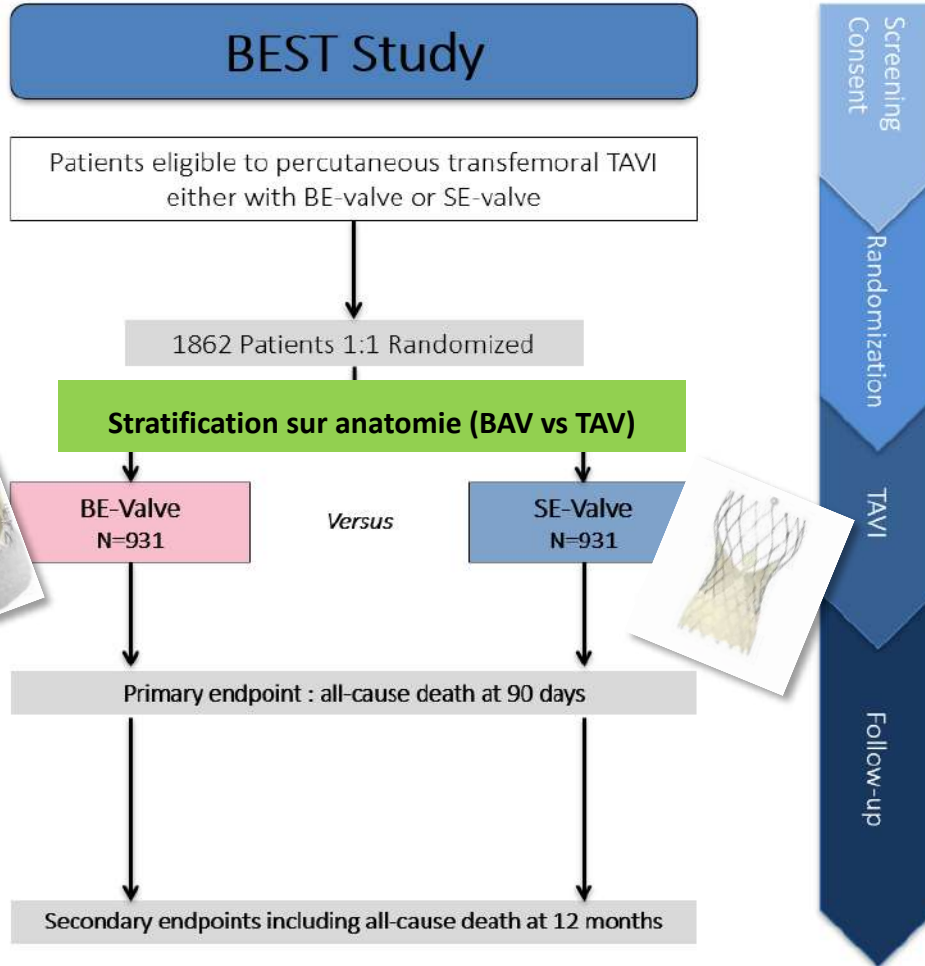 BEST Study
Patients eligible to percutaneous transfemoral TAVI
either with BE-valve or SE-valve
1862 Patients 1:1 Randomized
Stratification sur anatomie (BAV vs TAV)
BE-Valve
N=931
Versus
SE-Valve
N=931
Primary endpoint : all-cause death at 90 days
Secondary endpoints including all-cause death at 12 months
Screening
Consent
Randomization
TAVI
Follow-up